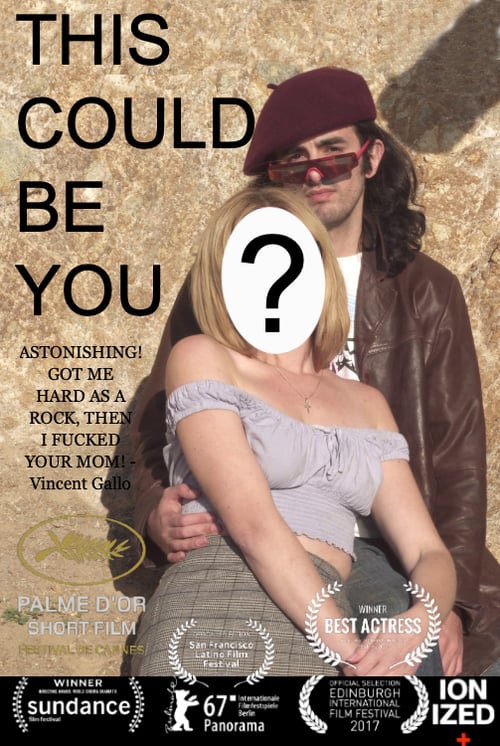 THIS
COULD
BE
YOU
?
ASTONISHING!
GOT ME
HARD AS A
ROCK, THEN
I FUCKED
YOUR MOM! -
Vincent Gallo
PALME D'OR
SHORT FILM
FESTIVAL DE CANNES
San Francisco
Latino Film
Festival
WINNER
BEST ACTRESS
WINNER
sundance
film festival
67 Internationale
Filmfestspiele
Berlin
Panorama
OFFICIAL SELECTION
EDINBURGH
INTERNATIONAL
FILM FESTIVAL
2017
ION
IZED
+